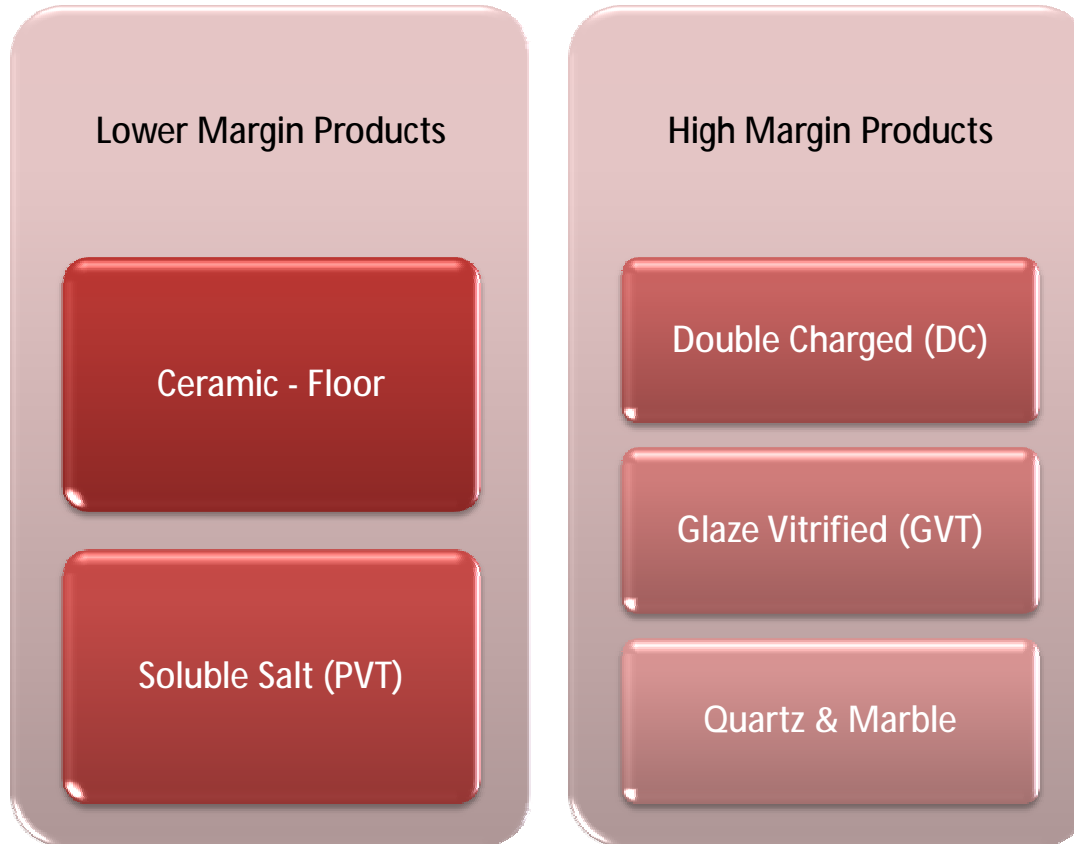 Lower Margin Products
Ceramic - Floor
Soluble Salt (PVT)
High Margin Products
Double Charged (DC)
Glaze Vitrified (GVT)
Quartz & Marble